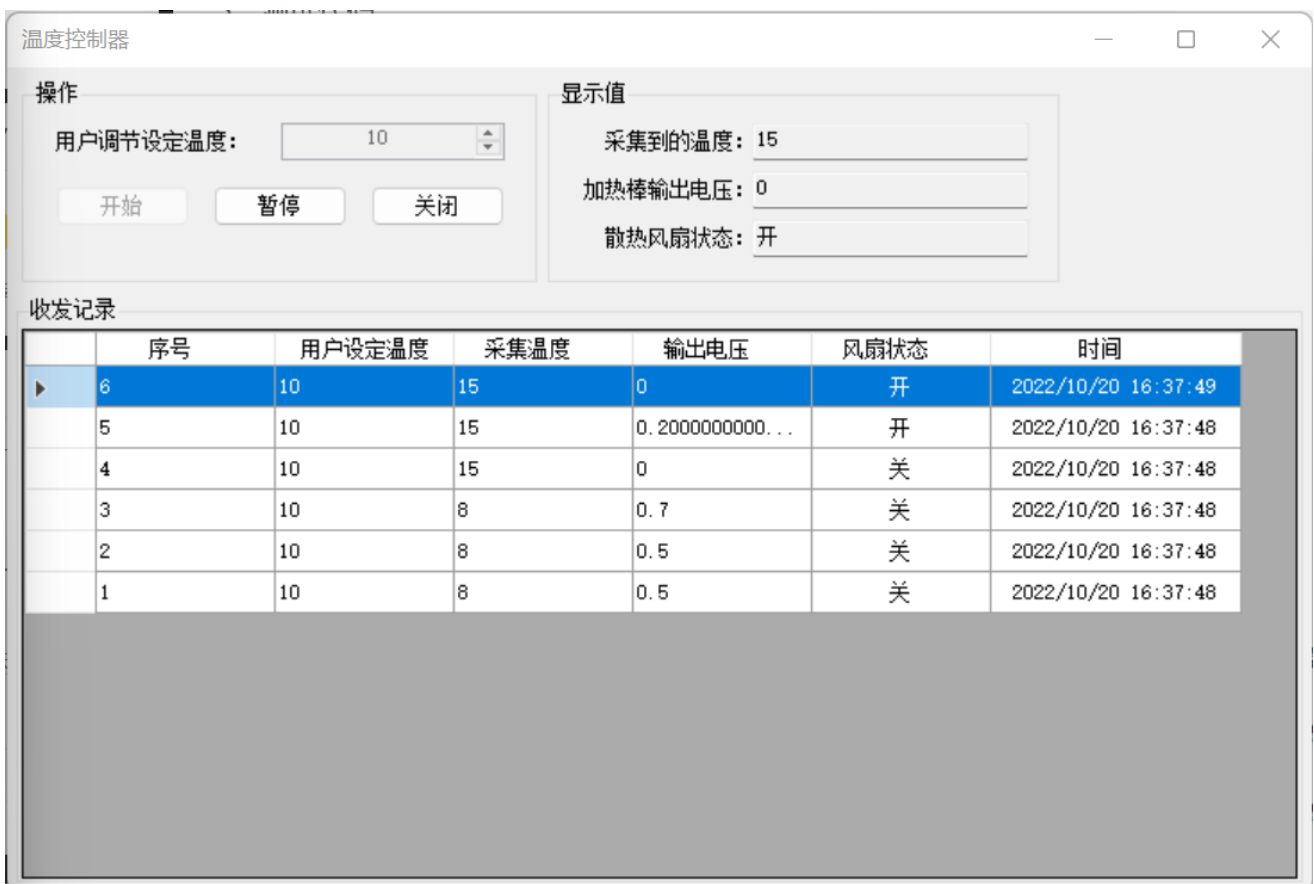 温度控制器
操作
用户调节设定温度: 10
开始 暂停 关闭
显示值
采集到的温度: 15
加热棒输出电压: 0
散热风扇状态: 开
收发记录
序号 用户设定温度 采集温度 输出电压 风扇状态 时间
6 10 15 0 开 2022/10/20 16:37:49
5 10 15 0.2000000000... 开 2022/10/20 16:37:48
4 10 15 0 关 2022/10/20 16:37:48
3 10 8 0.7 关 2022/10/20 16:37:48
2 10 8 0.5 关 2022/10/20 16:37:48
1 10 8 0.5 关 2022/10/20 16:37:48